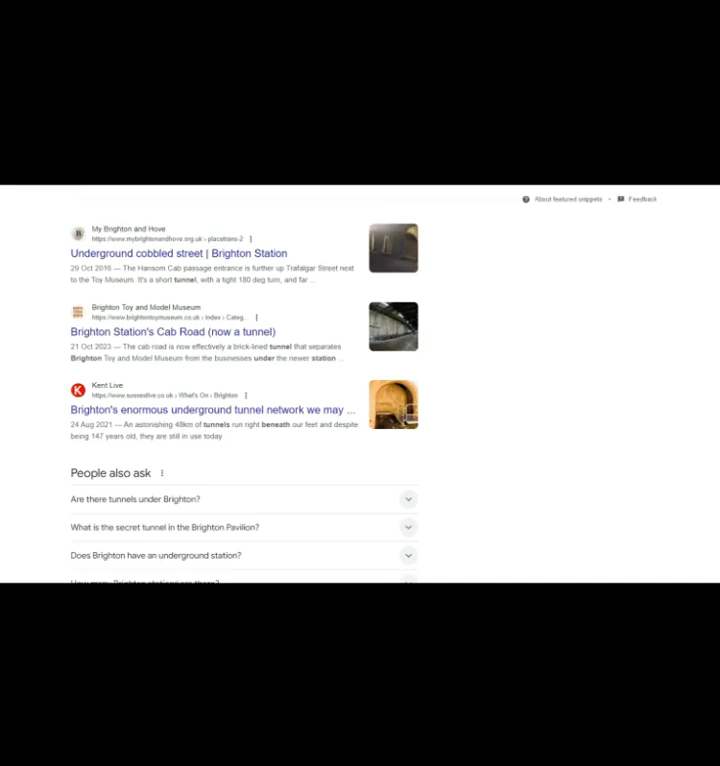 About featured snippets • Feedback
My Brighton and Hove
https://www.mybrightonandhove.org.uk › placetrans-2
Underground cobbled street | Brighton Station
29 Oct 2016 — The Hansom Cab passage entrance is further up Trafalgar Street next
to the Toy Museum. It's a short tunnel, with a tight 180 deg turn, and far ...
Brighton Toy and Model Museum
https://www.brightontoymuseum.co.uk › index › Categ...
Brighton Station's Cab Road (now a tunnel)
21 Oct 2023 — The cab road is now effectively a brick-lined tunnel that separates
Brighton Toy and Model Museum from the businesses under the newer station ...
K
Kent Live
https://www.sussexlive.co.uk › What's On › Brighton
Brighton's enormous underground tunnel network we may ...
24 Aug 2021 — An astonishing 48km of tunnels run right beneath our feet and despite
being 147 years old, they are still in use today
People also ask
Are there tunnels under Brighton?
What is the secret tunnel in the Brighton Pavilion?
Does Brighton have an underground station?
How many Brighton stations are there?